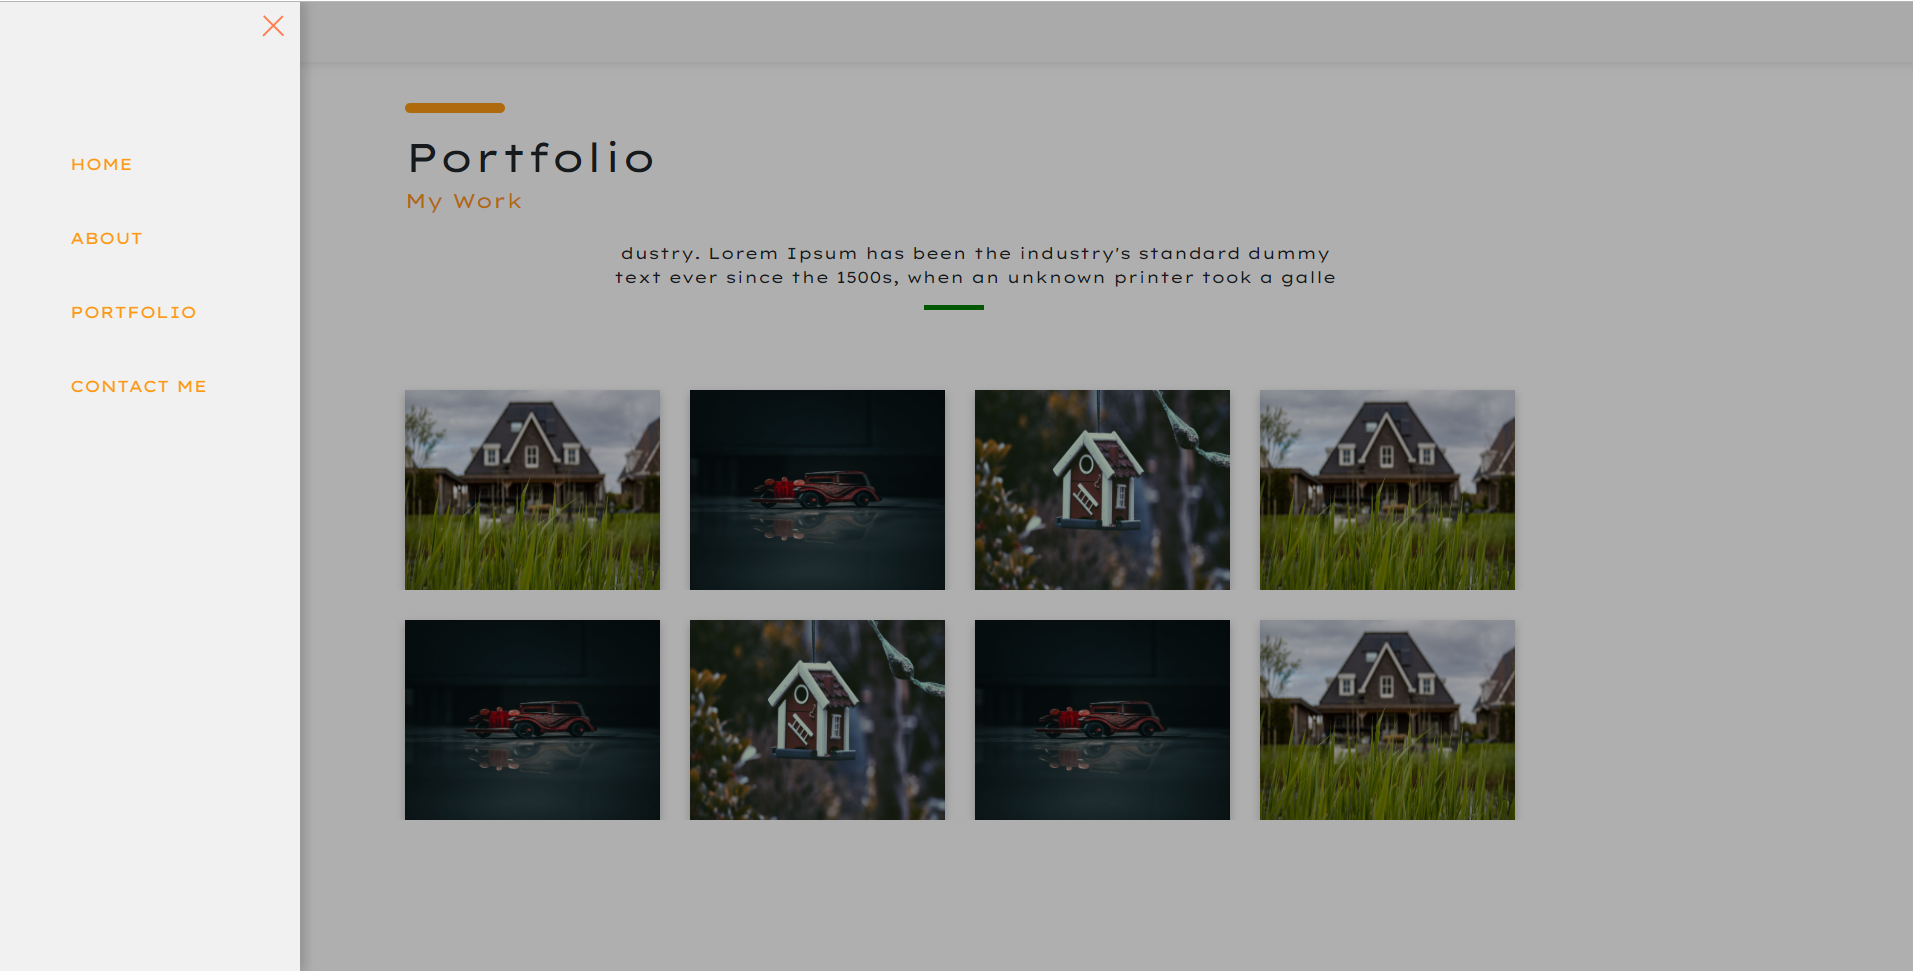 HOME
ABOUT
PORTFOLIO
CONTACT ME
Portfolio
My Work
dustry. Lorem Ipsum has been the industry's standard dummy
text ever since the 1500s, when an unknown printer took a galle